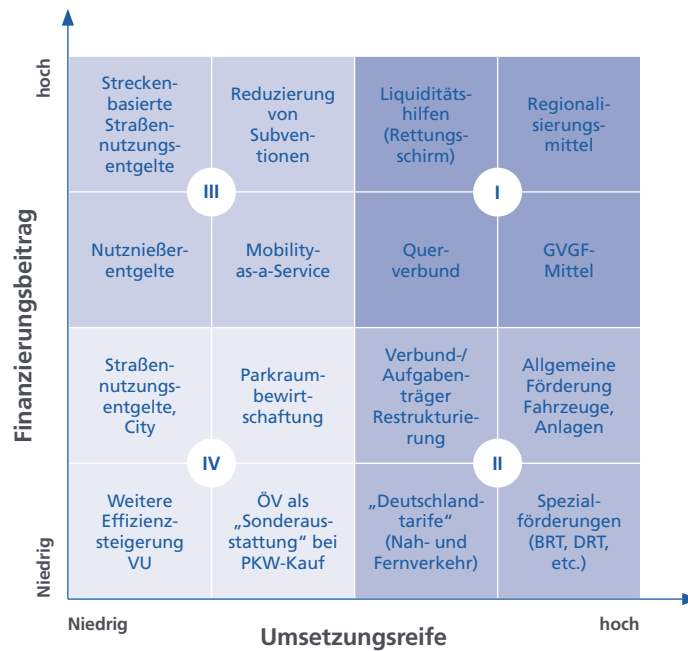 hoch
Finanzierungsbeitrag
Niedrig
Strecken-
basierte
Straßen-
nutzungs-
entgelte
Reduzierung
von
Subven-
tionen
Liquiditäts-
hilfen
(Rettungs-
schirm)
Regionali-
sierungs-
mittel
III
I
Nutznießer-
entgelte
Mobility-
as-a-Service
Quer-
verbund
GVGF-
Mittel
Straßen-
nutzungs-
entgelte,
City
Parkraum-
bewirt-
schaftung
Verbund-/
Aufgaben-
träger
Restrukturie-
rung
Allgemeine
Förderung
Fahrzeuge,
Anlagen
IV
II
Weitere
Effizienz-
steigerung
VU
ÖV als
„Sonderaus-
stattung“ bei
PKW-Kauf
„Deutschland-
tarife“
(Nah- und
Fernverkehr)
Spezial-
förderungen
(BRT, DRT,
etc.)
Niedrig
Umsetzungsreife
hoch